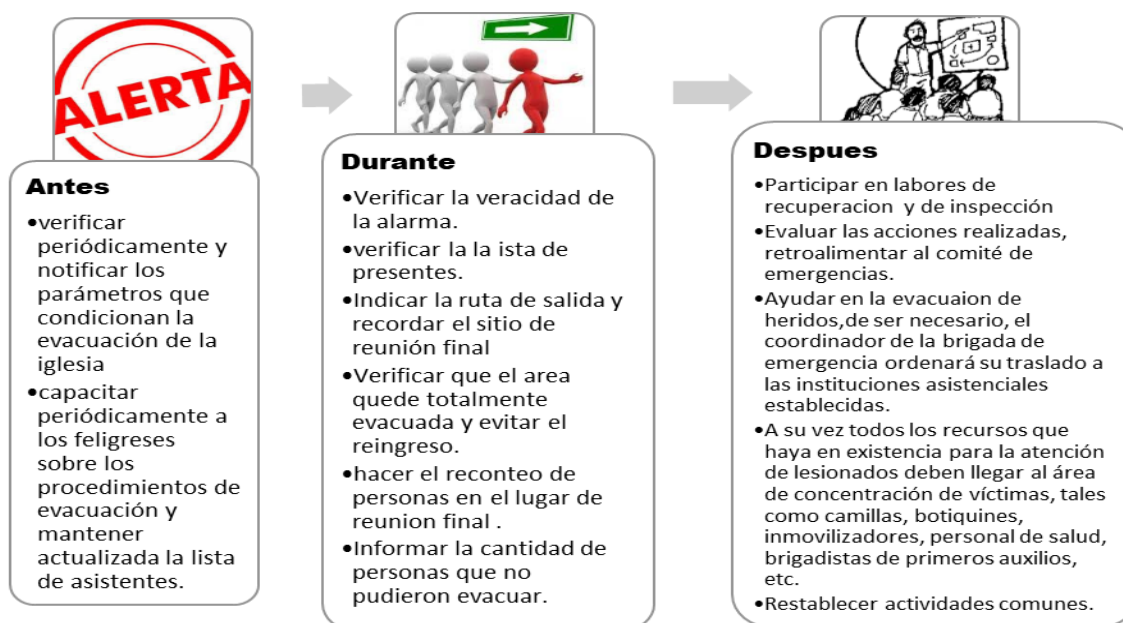 ALERTA
Antes
•verificar
periódicamente y
notificar los
parámetros que
condicionan la
evacuación de la
iglesia
•capacitar
periódicamente a
los feligreses
sobre los
procedimientos de
evacuación y
mantener
actualizada la lista
de asistentes.
Durante
•Verificar la veracidad de
la alarma.
•verificar la la ista de
presentes.
•Indicar la ruta de salida y
recordar el sitio de
reunión final
•Verificar que el area
quede totalmente
evacuada y evitar el
reingreso.
•hacer el reconteo de
personas en el lugar de
reunion final .
•Informar la cantidad de
personas que no
pudieron evacuar.
Despues
•Participar en labores de
recuperacion y de inspección
•Evaluar las acciones realizadas,
retroalimentar al comité de
emergencias.
•Ayudar en la evacuaion de
heridos,de ser necesario, el
coordinador de la brigada de
emergencia ordenará su traslado a
las instituciones asistenciales
establecidas.
•A su vez todos los recursos que
haya en existencia para la atención
de lesionados deben llegar al área
de concentración de víctimas, tales
como camillas, botiquines,
inmovilizadores, personal de salud,
brigadistas de primeros auxilios,
etc.
•Restablecer actividades comunes.